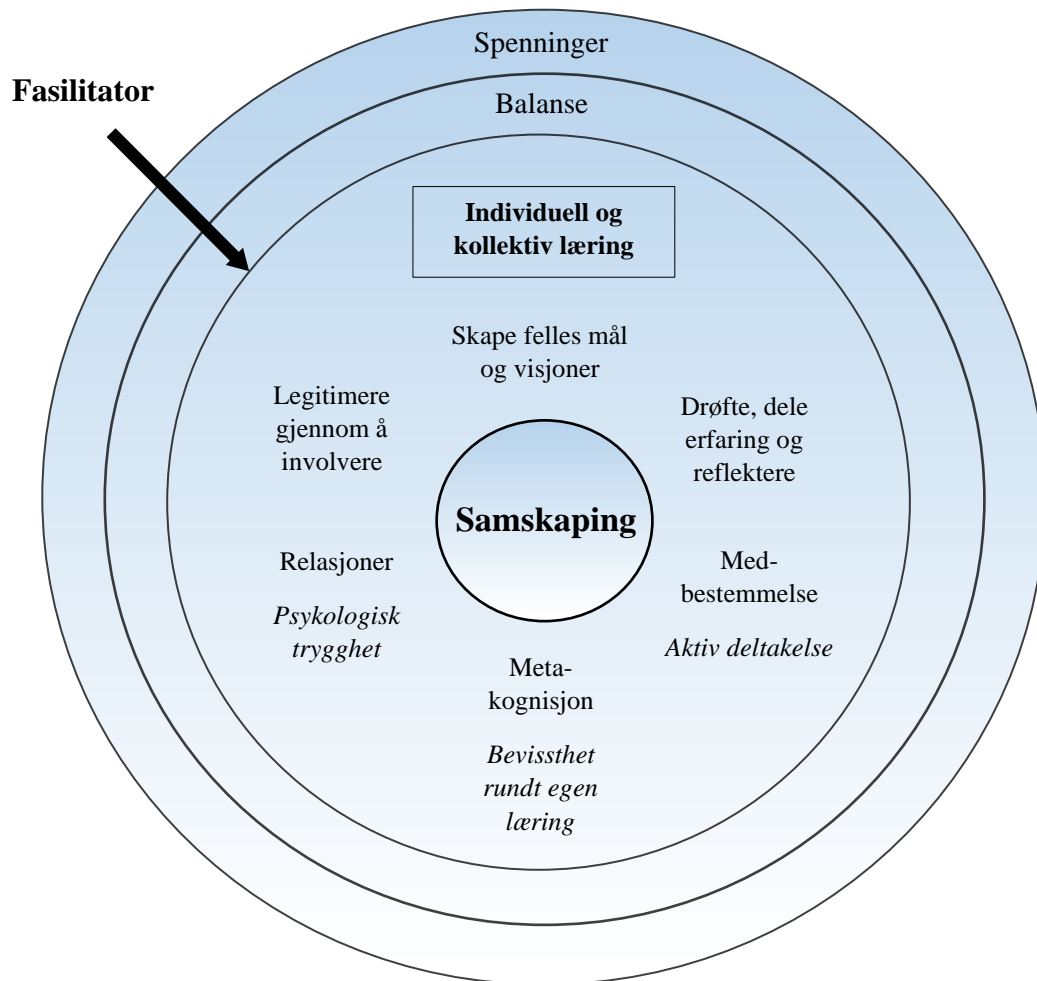 Spenninger
Fasilitator
Balanse
Individuell og
kollektiv læring
Skape felles mål
og visjoner
Legitimere
gjennom å
involvere
Drøfte, dele
erfaring og
reflektere
Samskaping
Relasjoner
Psykologisk
trygghet
Med-
bestemmelse
Aktiv deltakelse
Meta-
kognisjon
Bevissthet
rundt egen
læring